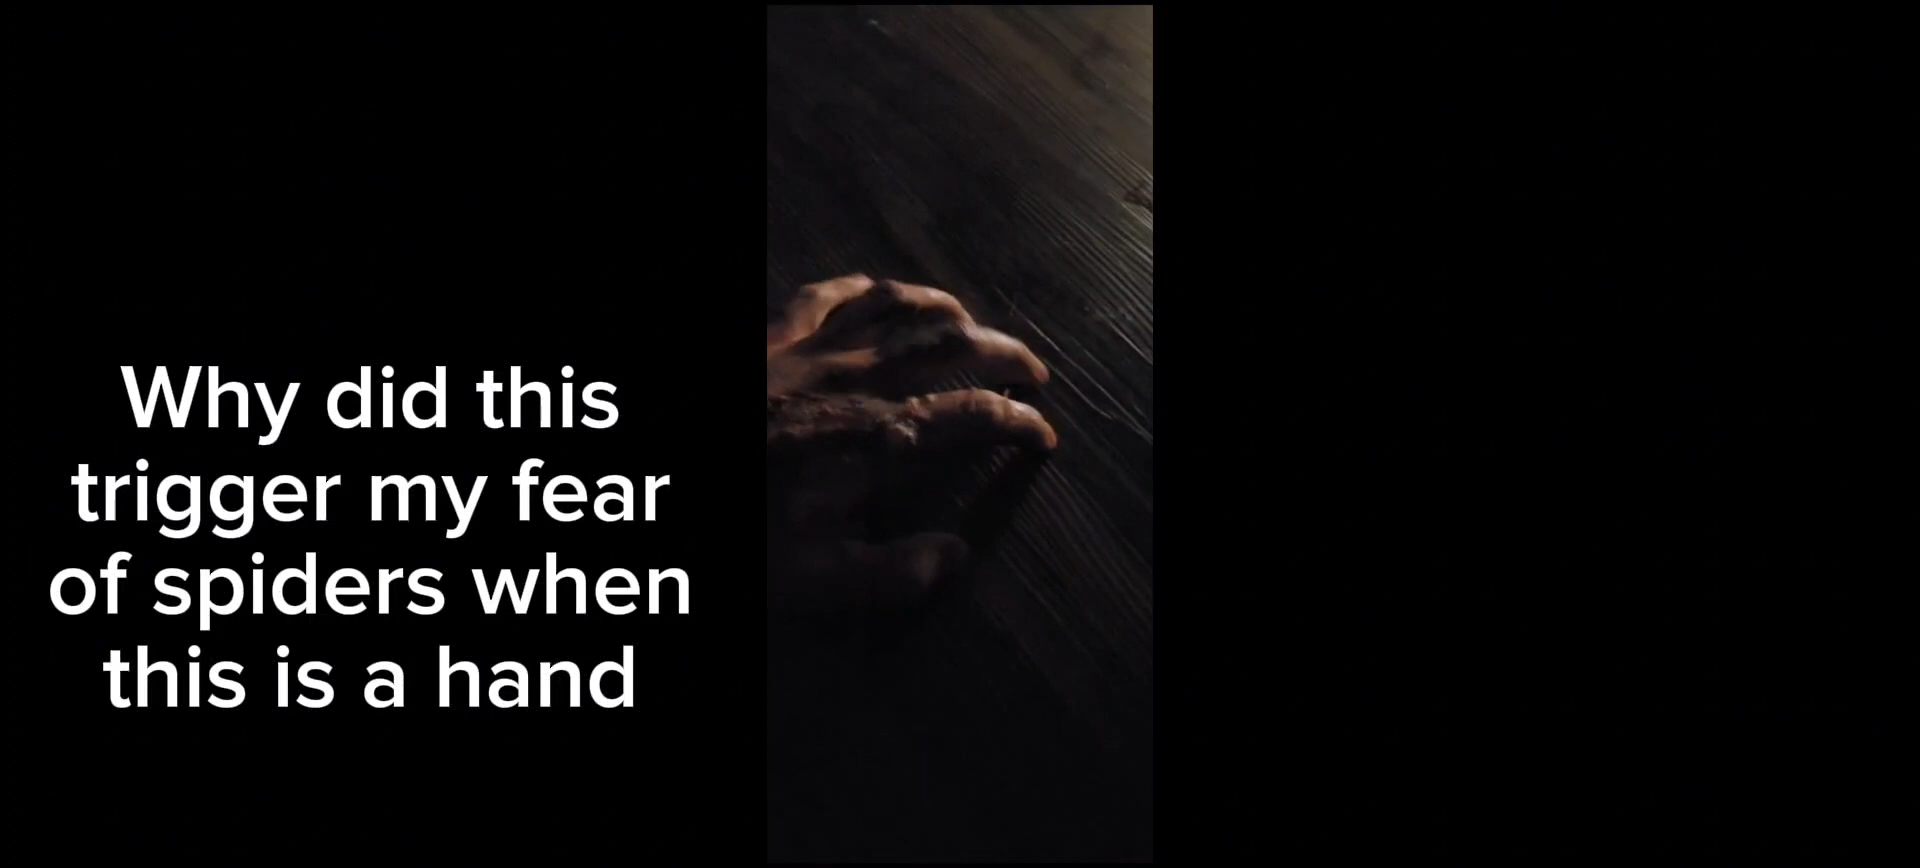 Why did this
trigger my fear
of spiders when
this is a hand